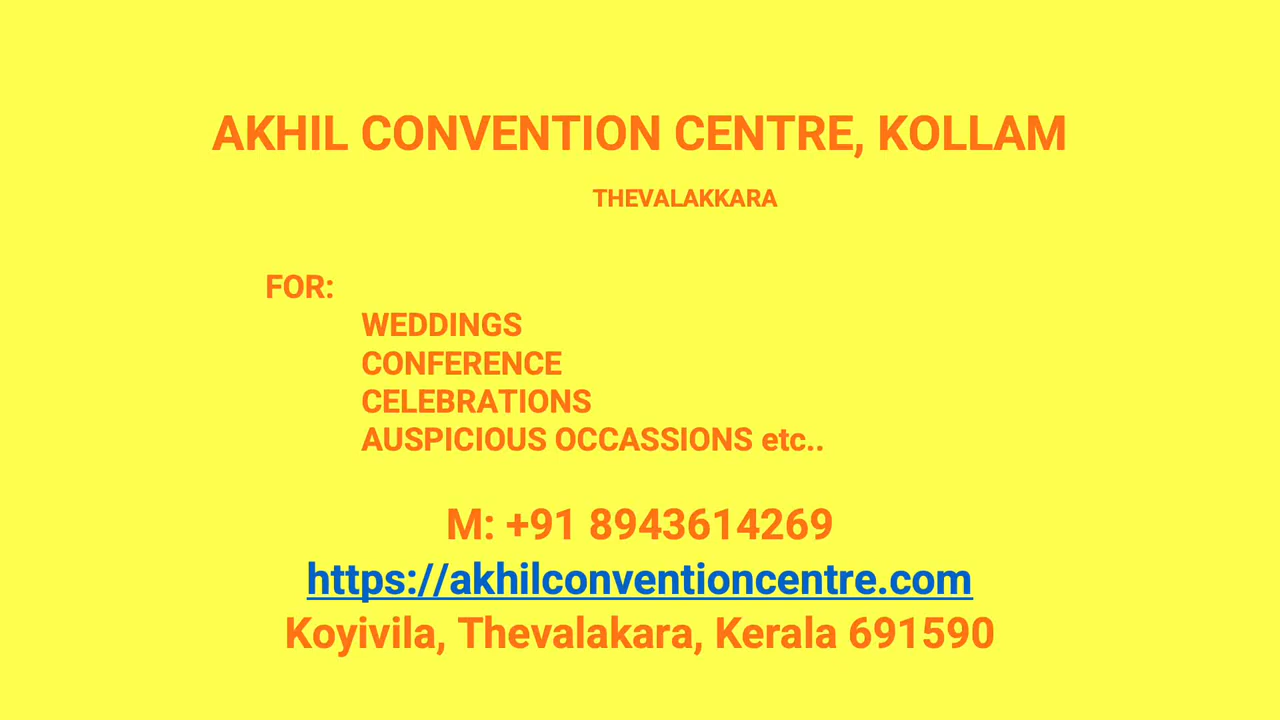 AKHIL CONVENTION CENTRE, KOLLAM
THEVALAKKARA
FOR:
WEDDINGS
CONFERENCE
CELEBRATIONS
AUSPICIOUS OCCASSIONS etc..
M: +91 8943614269
https://akhilconventioncentre.com
Koyivila, Thevalakara, Kerala 691590